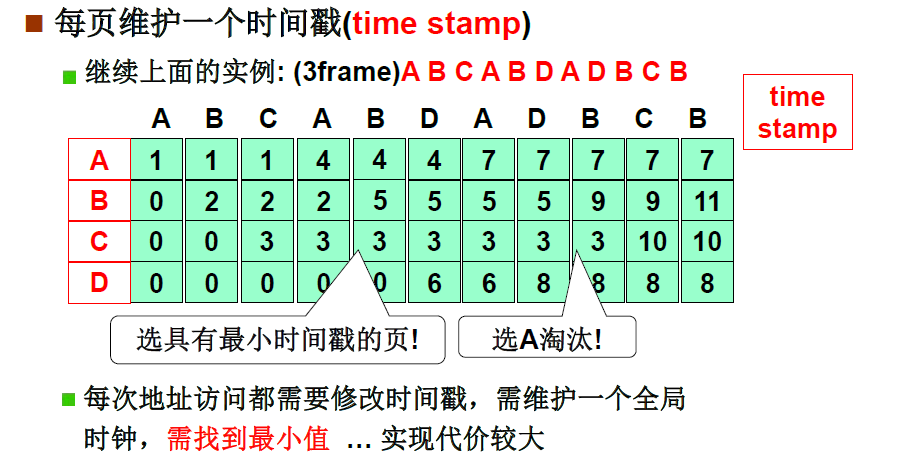 每页维护一个时间戳(time stamp)
继续上面的实例: (3frame)A B C A B D A D B C B
time
stamp
A B C A B D A D B C B
A 1 1 1 4 4 4 7 7 7 7 7
B 0 2 2 2 5 5 5 5 9 9 11
C 0 0 3 3 3 3 3 3 3 10 10
D 0 0 0 0 0 6 6 8 8 8 8
选具有最小时间戳的页!
选A淘汰!
每次地址访问都需要修改时间戳，需维护一个全局
时钟，需找到最小值 … 实现代价较大